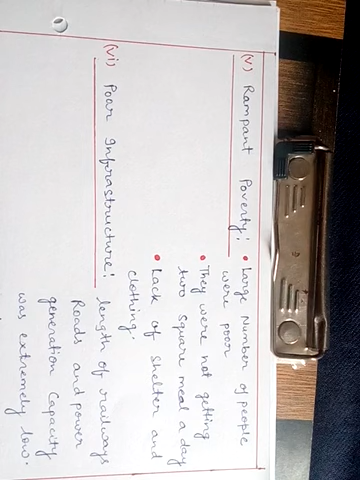 (v) Rampant Poverty: • Large Number of people
were poor
• They were not getting
two square meal a day
• Lack of shelter and
clothing.
(vi) Poor Infrastructure: length of railways
Roads and power
generation Capacity
was extremely low.